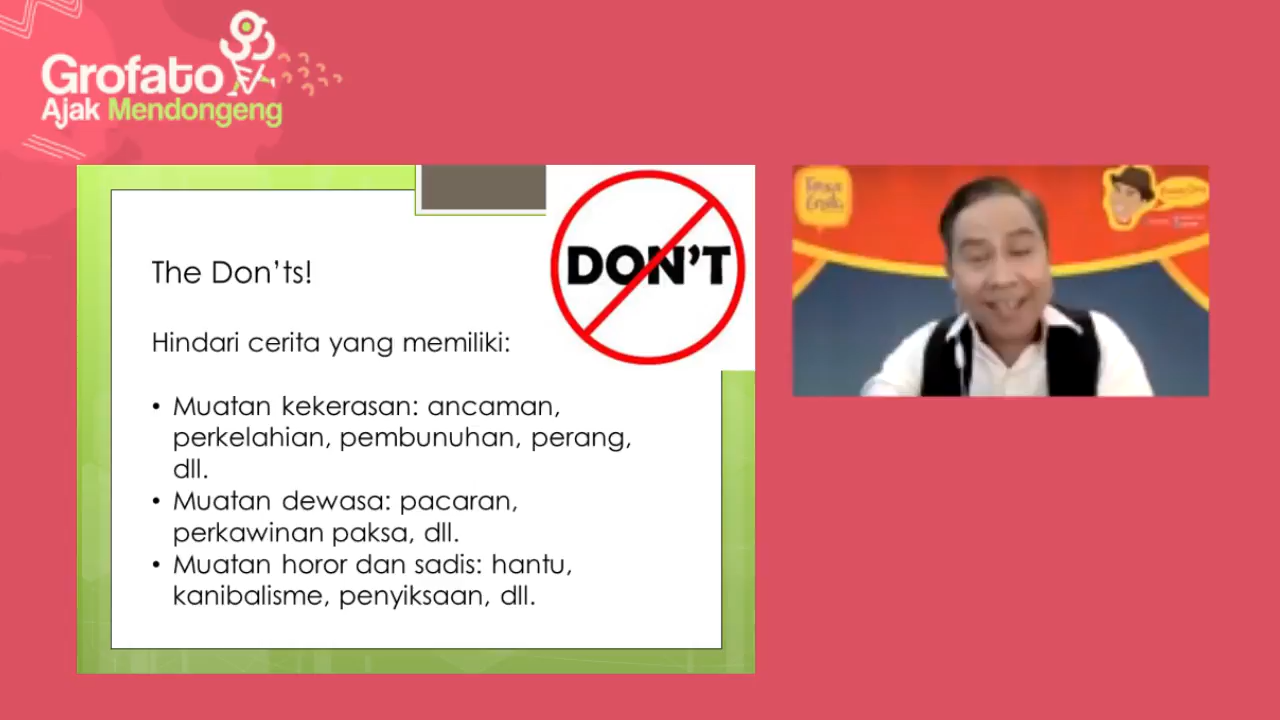 Grofato
Ajak Mendongeng
The Don'ts!
DON'T
Hindari cerita yang memiliki:
• Muatan kekerasan: ancaman,
perkelahian, pembunuhan, perang,
dll.
• Muatan dewasa: pacaran,
perkawinan paksa, dll.
• Muatan horor dan sadis: hantu,
kanibalisme, penyiksaan, dll.